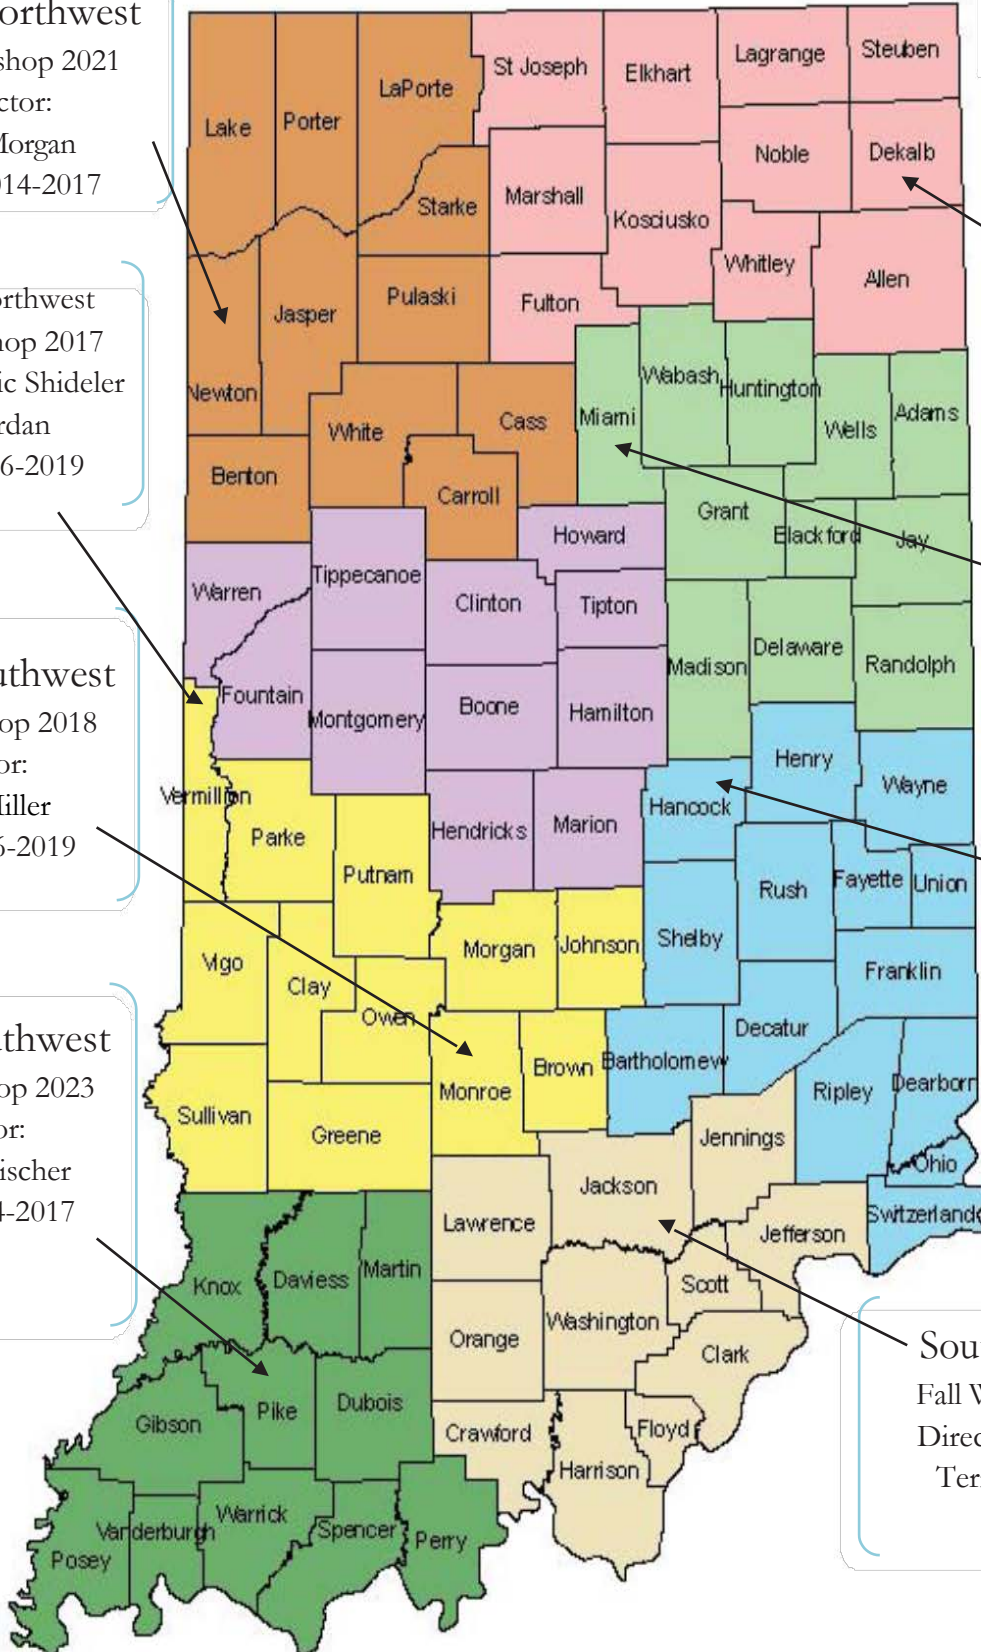 orthwest
shop 2021
ctor:
Morgan
014-2017
orthwest
hop 2017
ic Shideler
rdan
6-2019
uthwest
op 2018
or:
Miller
6-2019
thwest
op 2023
or:
ischer
4-2017
Sou
Fall W
Direc
Ter
Lake
Porter
LaPorte
St Joseph
Elkhart
Lagrange
Steuben
Noble
Dekalb
Starke
Marshall
Kosciusko
Whitley
Allen
Newton
Jasper
Pulaski
Fulton
Miami
Wabash
Huntington
Wells
Adams
Benton
White
Cass
Carroll
Grant
Blackford
Jay
Howard
Warren
Tippecanoe
Clinton
Tipton
Madison
Delaware
Randolph
Fountain
Montgomery
Boone
Hamilton
Henry
Wayne
Vermillion
Parke
Putnam
Hendricks
Marion
Hancock
Rush
Fayette
Union
Vigo
Clay
Owen
Morgan
Johnson
Shelby
Franklin
Decatur
Sullivan
Greene
Monroe
Brown
Bartholomew
Ripley
Dearborn
Jennings
Ohio
Jackson
Lawrence
Jefferson
Switzerland
Knox
Daviess
Martin
Scott
Washington
Orange
Clark
Gibson
Pike
Dubois
Crawford
Floyd
Harrison
Posey
Vanderburgh
Warrick
Spencer
Perry